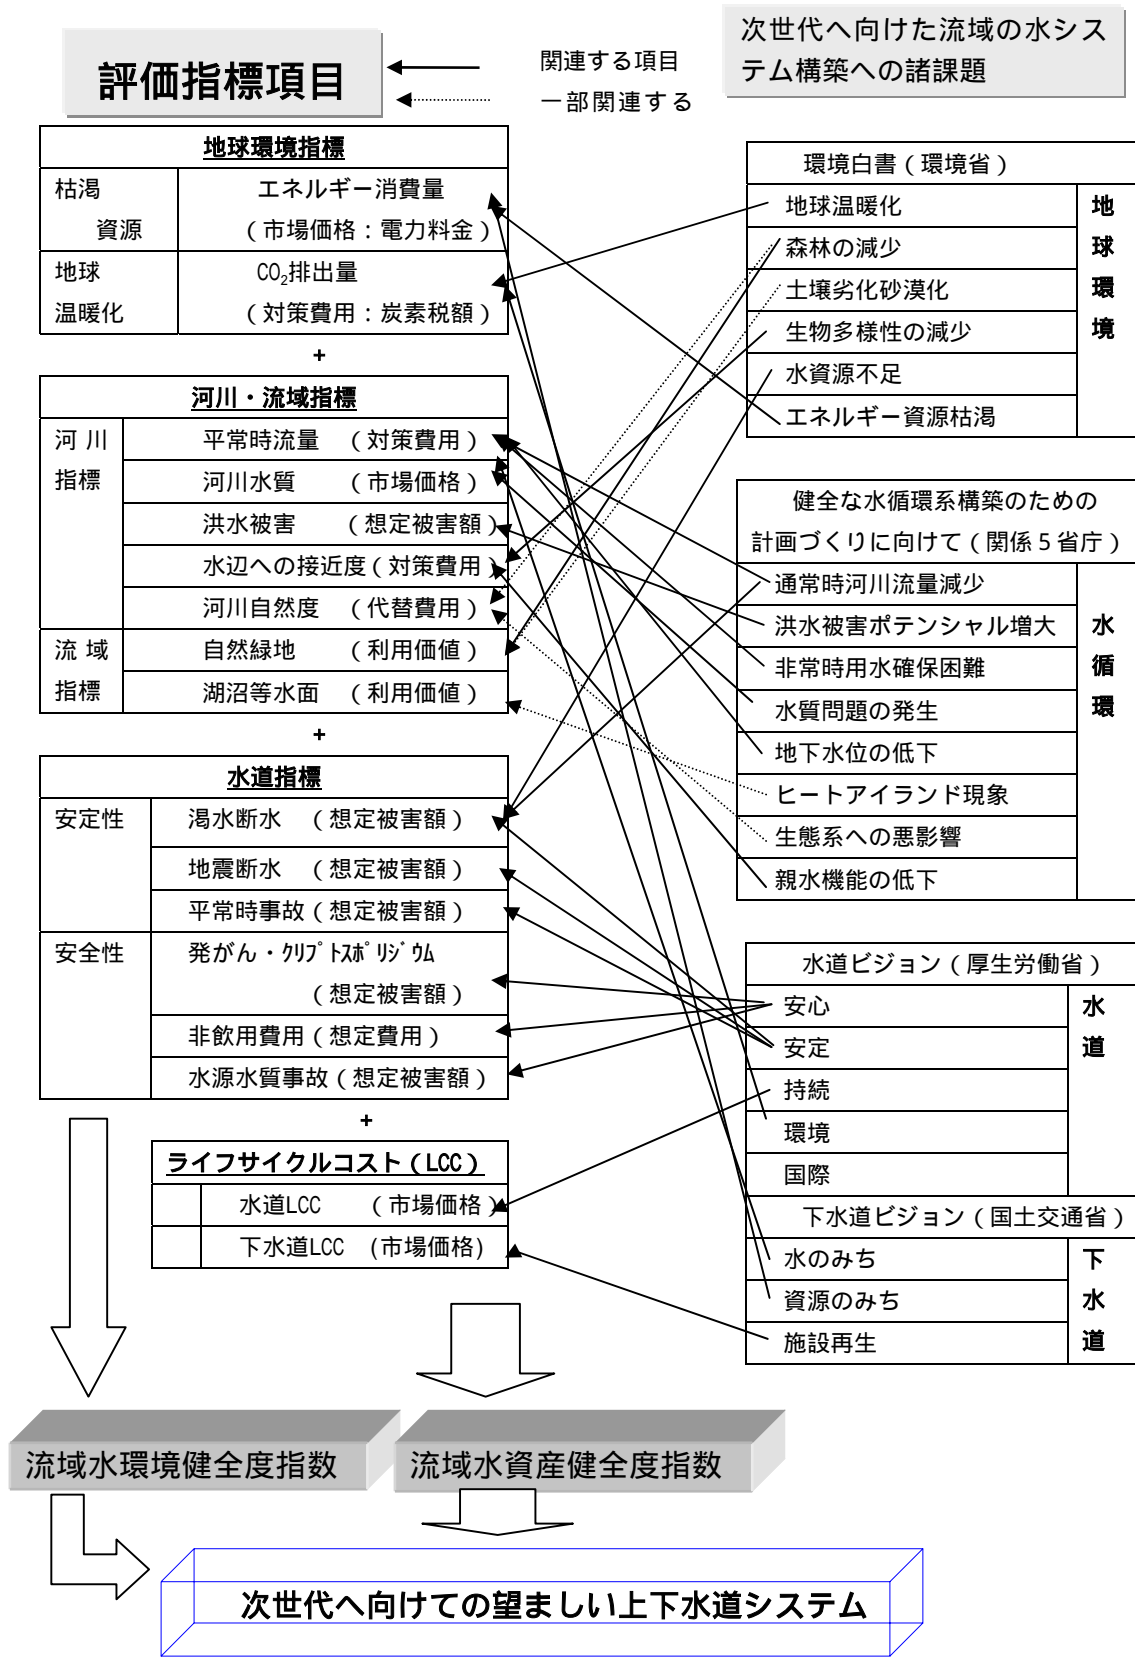 評価指標項目
関連する項目
一部関連する
次世代へ向けた流域の水シス
テム構築への諸課題
地球環境指標
枯渇
資源
エネルギー消費量
（市場価格：電力料金）
地球
温暖化
CO₂排出量
（対策費用：炭素税額）
+
河川・流域指標
河川
指標
平常時流量 （対策費用）
河川水質 （市場価格）
洪水被害 （想定被害額）
水辺への接近度（対策費用）
河川自然度 （代替費用）
流域
指標
自然緑地 （利用価値）
湖沼等水面 （利用価値）
+
水道指標
安定性
渇水断水 （想定被害額）
地震断水 （想定被害額）
平常時事故（想定被害額）
安全性
発がん・ｸﾘﾌﾟﾄｽﾎﾟﾘｼﾞｳﾑ
（想定被害額）
非飲用費用（想定費用）
水源水質事故（想定被害額）
+
ライフサイクルコスト（LCC）
水道LCC （市場価格）
下水道LCC (市場価格)
環境白書（環境省）
地球温暖化
森林の減少
土壌劣化砂漠化
生物多様性の減少
水資源不足
エネルギー資源枯渇
地
球
環
境
健全な水循環系構築のための
計画づくりに向けて（関係５省庁）
通常時河川流量減少
洪水被害ポテンシャル増大
非常時用水確保困難
水質問題の発生
地下水位の低下
ヒートアイランド現象
生態系への悪影響
親水機能の低下
水
循
環
水道ビジョン（厚生労働省）
安心
安定
持続
環境
国際
水
道
下水道ビジョン（国土交通省）
水のみち
資源のみち
施設再生
下
水
道
流域水環境健全度指数
流域水資産健全度指数
次世代へ向けての望ましい上下水道システム